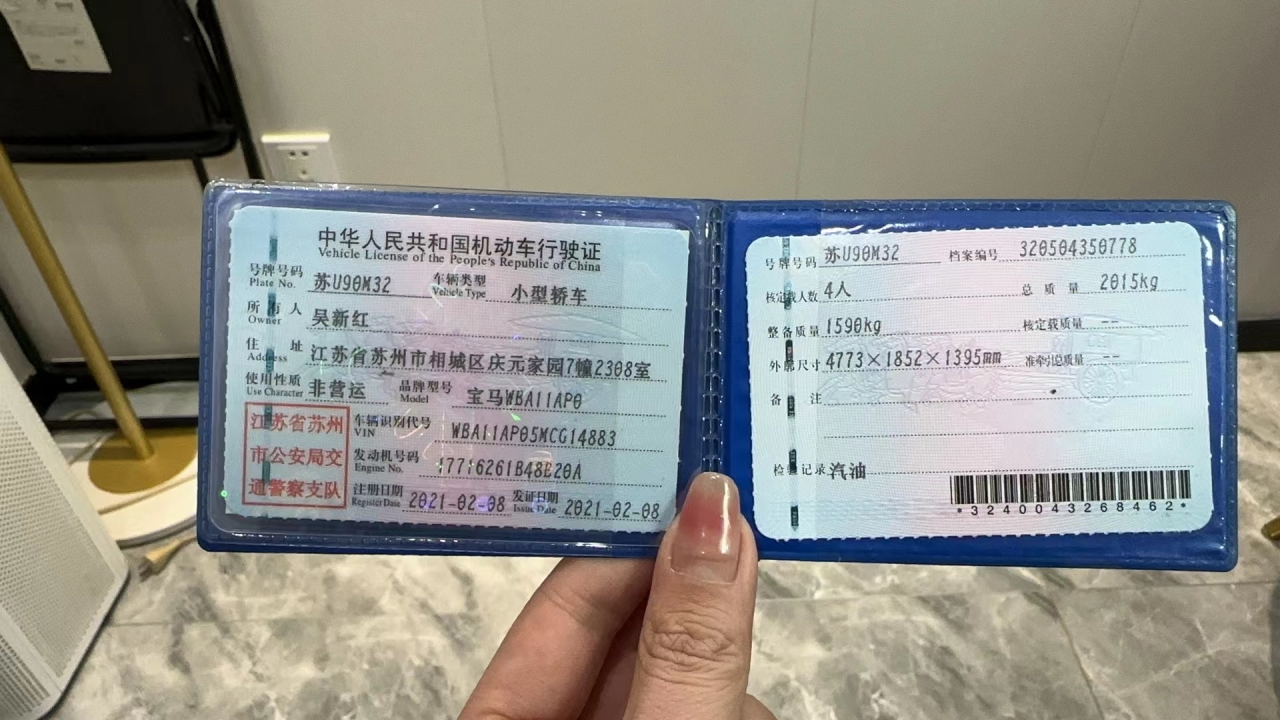 中华人民共和国机动车行驶证
Vehicle License of the People's Republic of China
号牌号码 苏U90M32 车辆类型 小型轿车
Plate No. Vehicle Type
所有人 吴新红
Owner
住址 江苏省苏州市相城区庆元家园7幢2308室
Address
使用性质 非营运 品牌型号 宝马WBA11AP0
Use Character Model
江苏省苏州
市公安局交
通警察支队
车辆识别代号 WBA11AP05MCG14883
VIN
发动机号码 17716261B48B20A
Engine No.
注册日期 2021-02-08 发证日期 2021-02-08
Register Date Issue Date
号牌号码 苏U90M32 档案编号 320504350778
核定载人数 4人 总质量 2015kg
整备质量 1590kg 核定载质量 --
外廓尺寸 4773×1852×1395mm 准牵引总质量 --
备注
检验记录 汽油
*3240043268462*